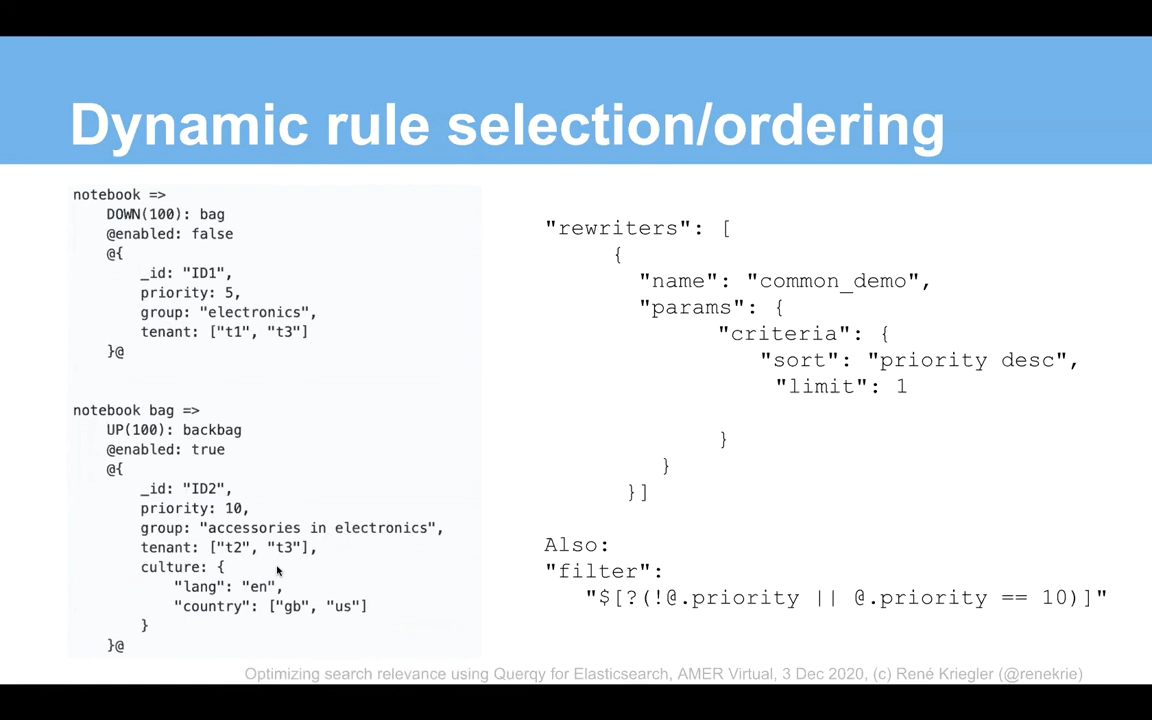 Dynamic rule selection/ordering
notebook =>
DOWN(100): bag
@enabled: false
@{
_id: "ID1",
priority: 5,
group: "electronics",
tenant: ["t1", "t3"]
}@
notebook bag =>
UP(100): backbag
@enabled: true
@{
_id: "ID2",
priority: 10,
group: "accessories in electronics",
tenant: ["t2", "t3"],
culture: {
"lang": "en",
"country": ["gb", "us"]
}
}@
"rewriters": [
{
"name": "common_demo",
"params": {
"criteria": {
"sort": "priority desc",
"limit": 1
}
}
}]
Also:
"filter":
"$[?(!@.priority || @.priority == 10)]"
Optimizing search relevance using Querqy for Elasticsearch, AMER Virtual, 3 Dec 2020, (c) René Kriegler (@renekrie)